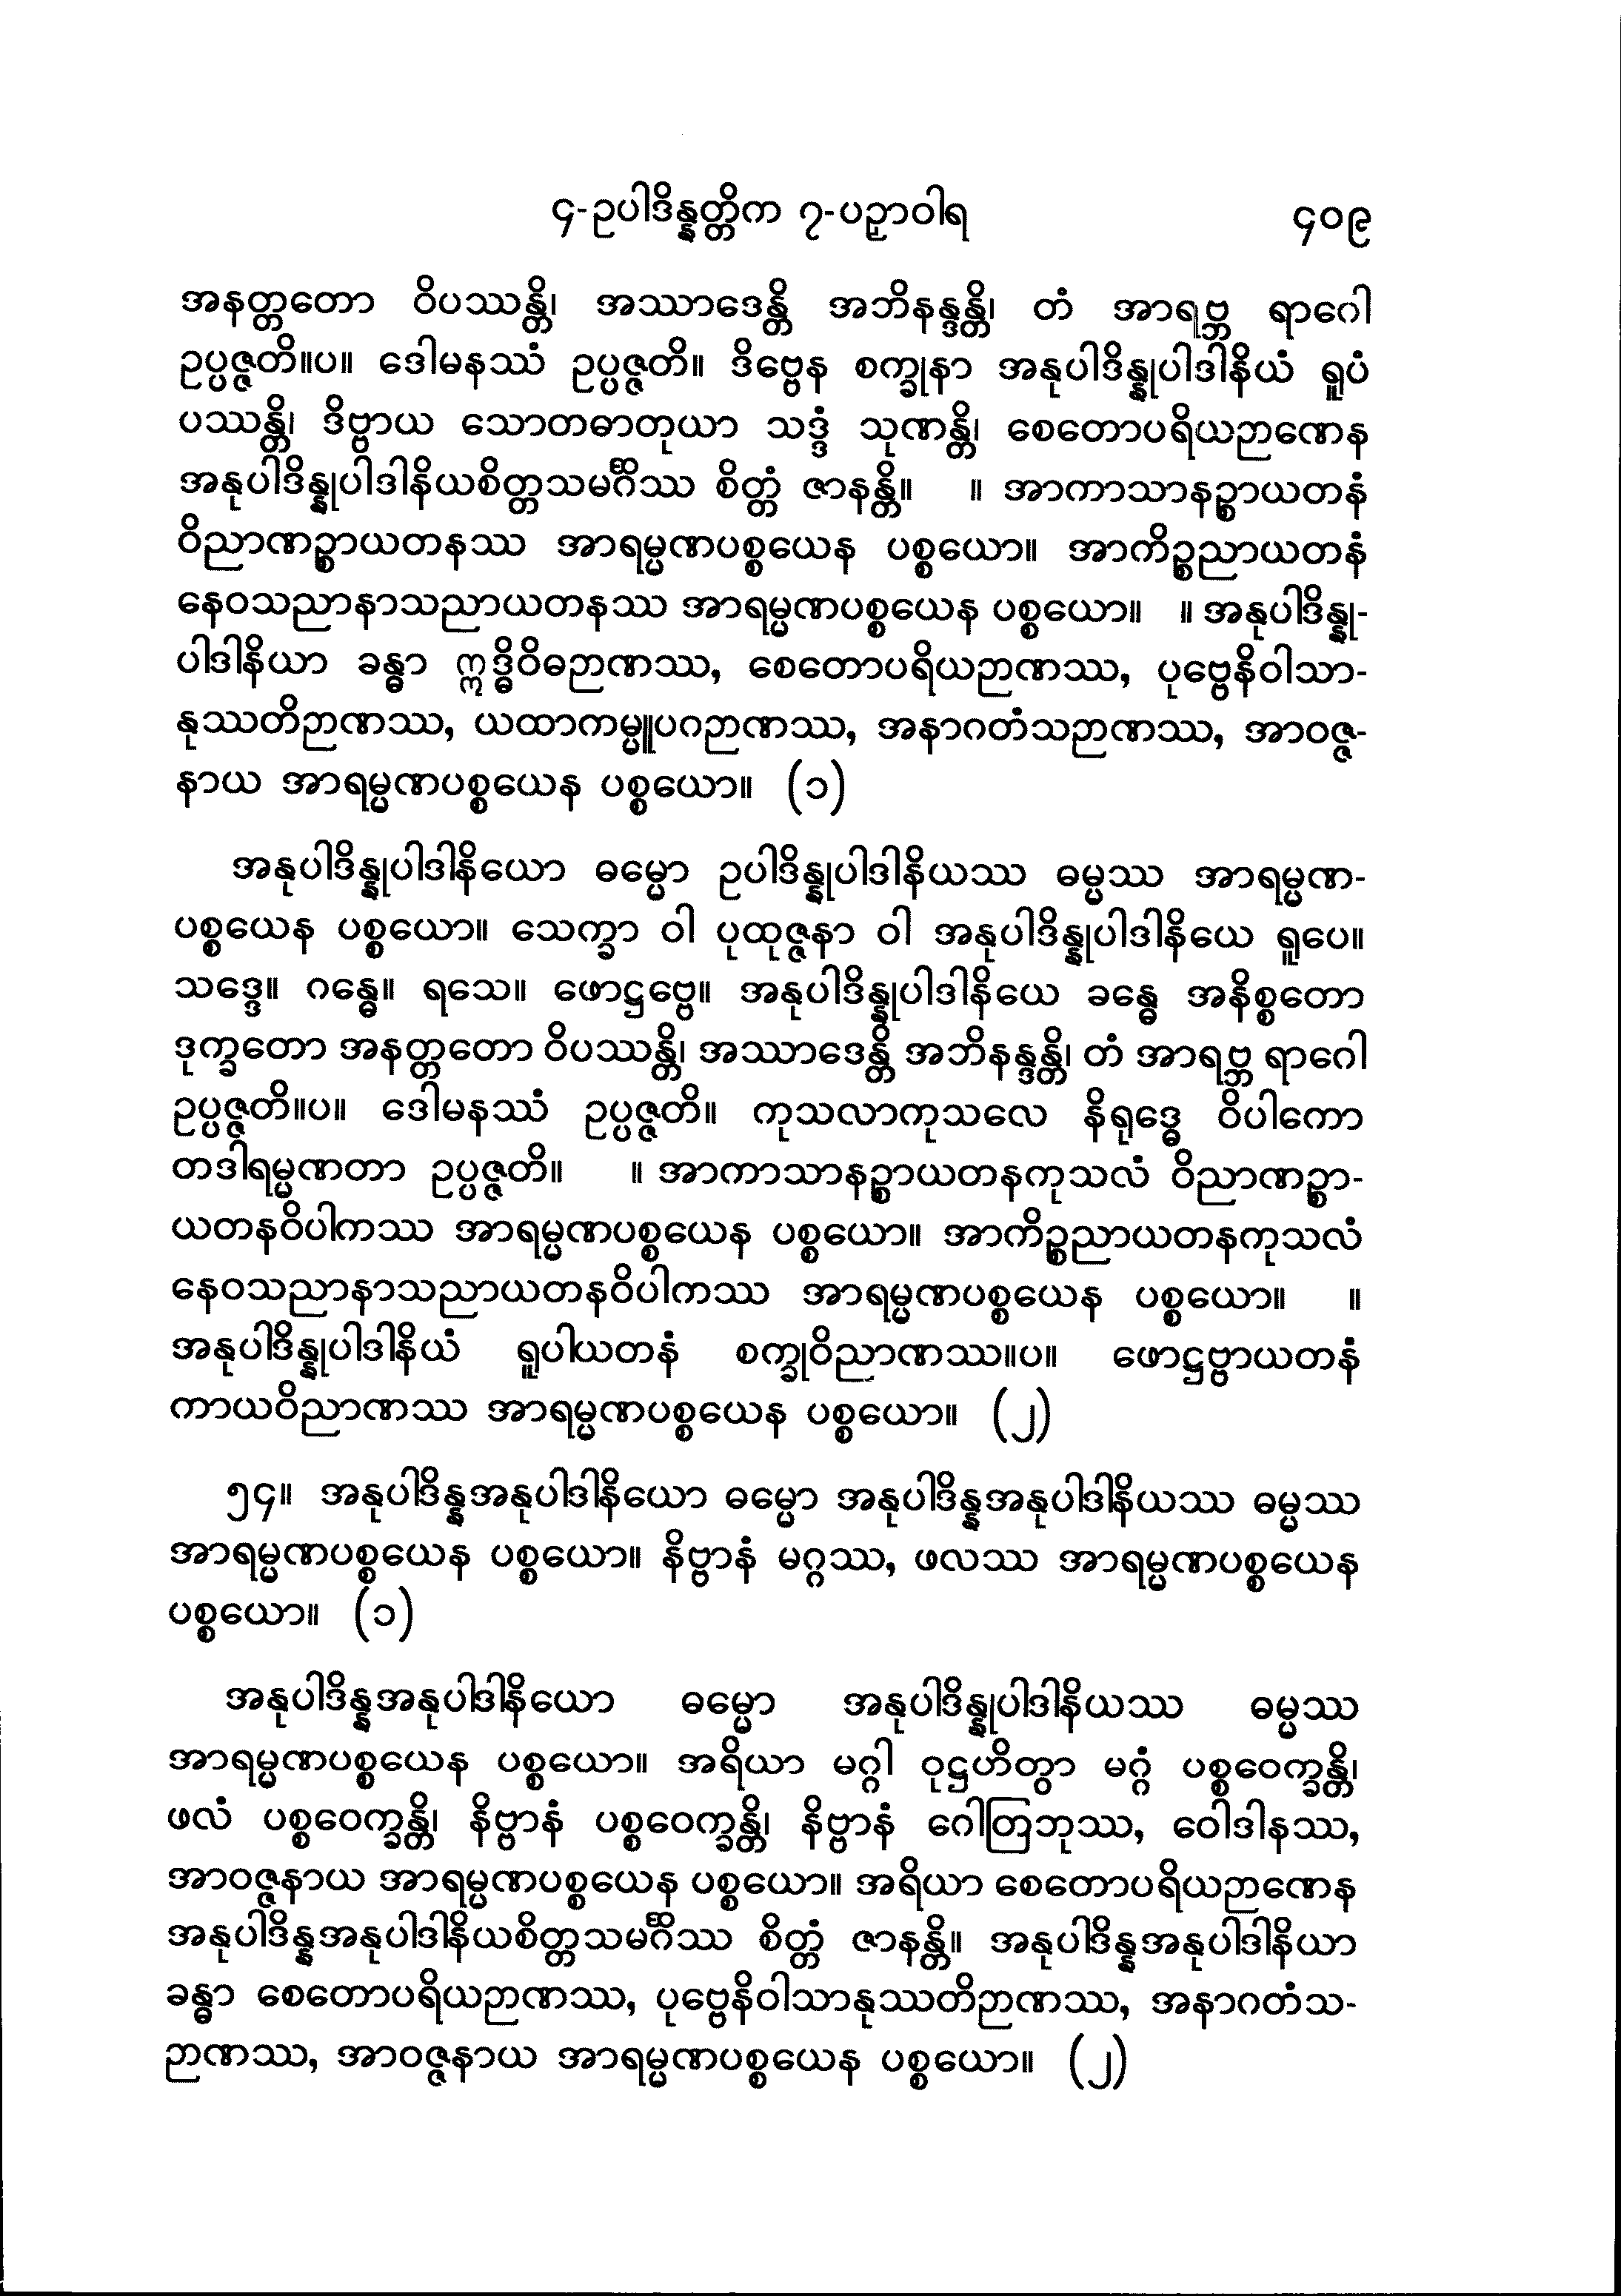 ၄-ဥပါဒိန္နတ္တိက ၇-ပဉှာဝါရ ၄၀၉
အနတ္တတော ဝိပဿန္တိ၊ အဿာဒေန္တိ အဘိနန္ဒန္တိ၊ တံ အာရဗ္ဘ ရာဂေါ
ဥပ္ပဇ္ဇတိ။ပ။ ဒေါမနဿံ ဥပ္ပဇ္ဇတိ။ ဒိဗ္ဗေန စက္ခုနာ အနုပါဒိန္နုပါဒါနိယံ ရူပံ
ပဿန္တိ၊ ဒိဗ္ဗာယ သောတဓာတုယာ သဒ္ဒံ သုဏန္တိ၊ စေတောပရိယဉာဏေန
အနုပါဒိန္နုပါဒါနိယစိတ္တသမင်္ဂိဿ စိတ္တံ ဇာနန္တိ။ ။ အာကာသာနဉ္စာယတနံ
ဝိညာဏဉ္စာယတနဿ အာရမ္မဏပစ္စယေန ပစ္စယော။ အာကိဉ္စညာယတနံ
နေဝသညာနာသညာယတနဿ အာရမ္မဏပစ္စယေန ပစ္စယော။ ။ အနုပါဒိန္နု-
ပါဒါနိယာ ခန္ဓာ ဣဒ္ဓိဝိဓဉာဏဿ, စေတောပရိယဉာဏဿ, ပုဗ္ဗေနိဝါသာ-
နုဿတိဉာဏဿ, ယထာကမ္မူပဂဉာဏဿ, အနာဂတံသဉာဏဿ, အာဝဇ္ဇ-
နာယ အာရမ္မဏပစ္စယေန ပစ္စယော။ (၁)
အနုပါဒိန္နုပါဒါနိယော ဓမ္မော ဥပါဒိန္နုပါဒါနိယဿ ဓမ္မဿ အာရမ္မဏ-
ပစ္စယေန ပစ္စယော။ သေက္ခာ ဝါ ပုထုဇ္ဇနာ ဝါ အနုပါဒိန္နုပါဒါနိယေ ရူပေ။
သဒ္ဒေ။ ဂန္ဓေ။ ရသေ။ ဖောဋ္ဌဗ္ဗေ။ အနုပါဒိန္နုပါဒါနိယေ ခန္ဓေ အနိစ္စတော
ဒုက္ခတော အနတ္တတော ဝိပဿန္တိ၊ အဿာဒေန္တိ အဘိနန္ဒန္တိ၊ တံ အာရဗ္ဘ ရာဂေါ
ဥပ္ပဇ္ဇတိ။ပ။ ဒေါမနဿံ ဥပ္ပဇ္ဇတိ။ ကုသလာကုသလေ နိရုဒ္ဓေ ဝိပါကော
တဒါရမ္မဏတာ ဥပ္ပဇ္ဇတိ။ ။ အာကာသာနဉ္စာယတနကုသလံ ဝိညာဏဉ္စာ-
ယတနဝိပါကဿ အာရမ္မဏပစ္စယေန ပစ္စယော။ အာကိဉ္စညာယတနကုသလံ
နေဝသညာနာသညာယတနဝိပါကဿ အာရမ္မဏပစ္စယေန ပစ္စယော။ ။
အနုပါဒိန္နုပါဒါနိယံ ရူပါယတနံ စက္ခုဝိညာဏဿ။ပ။ ဖောဋ္ဌဗ္ဗာယတနံ
ကာယဝိညာဏဿ အာရမ္မဏပစ္စယေန ပစ္စယော။ (၂)
၅၄။ အနုပါဒိန္နအနုပါဒါနိယော ဓမ္မော အနုပါဒိန္နအနုပါဒါနိယဿ ဓမ္မဿ
အာရမ္မဏပစ္စယေန ပစ္စယော။ နိဗ္ဗာနံ မဂ္ဂဿ, ဖလဿ အာရမ္မဏပစ္စယေန
ပစ္စယော။ (၁)
အနုပါဒိန္နအနုပါဒါနိယော ဓမ္မော အနုပါဒိန္နုပါဒါနိယဿ ဓမ္မဿ
အာရမ္မဏပစ္စယေန ပစ္စယော။ အရိယာ မဂ္ဂါ ဝုဋ္ဌဟိတွာ မဂ္ဂံ ပစ္စဝေက္ခန္တိ၊
ဖလံ ပစ္စဝေက္ခန္တိ၊ နိဗ္ဗာနံ ပစ္စဝေက္ခန္တိ၊ နိဗ္ဗာနံ ဂေါတြဘုဿ, ဝေါဒါနဿ,
အာဝဇ္ဇနာယ အာရမ္မဏပစ္စယေန ပစ္စယော။ အရိယာ စေတောပရိယဉာဏေန
အနုပါဒိန္နအနုပါဒါနိယစိတ္တသမင်္ဂိဿ စိတ္တံ ဇာနန္တိ။ အနုပါဒိန္နအနုပါဒါနိယာ
ခန္ဓာ စေတောပရိယဉာဏဿ, ပုဗ္ဗေနိဝါသာနုဿတိဉာဏဿ, အနာဂတံသ-
ဉာဏဿ, အာဝဇ္ဇနာယ အာရမ္မဏပစ္စယေန ပစ္စယော။ (၂)